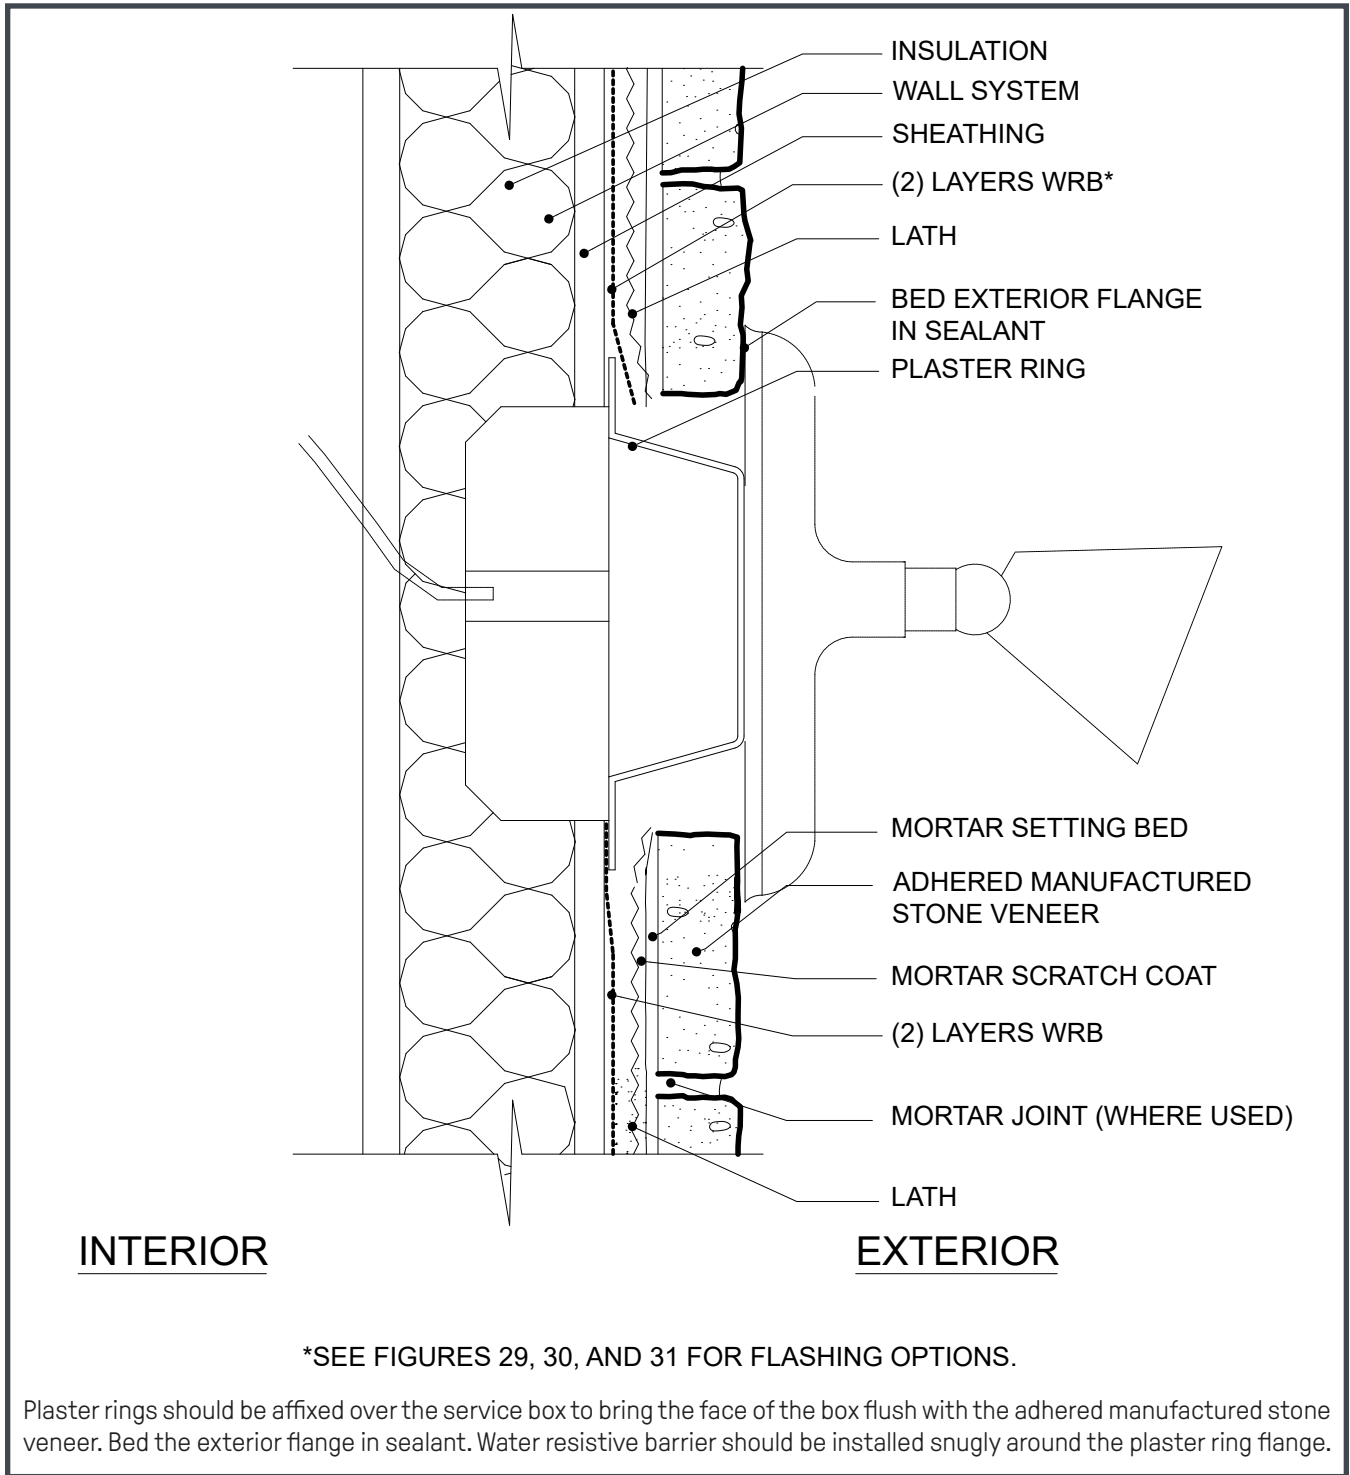 INSULATION
WALL SYSTEM
SHEATHING
(2) LAYERS WRB*
LATH
BED EXTERIOR FLANGE
IN SEALANT
PLASTER RING
MORTAR SETTING BED
ADHERED MANUFACTURED
STONE VENEER
MORTAR SCRATCH COAT
(2) LAYERS WRB
MORTAR JOINT (WHERE USED)
LATH
INTERIOR
EXTERIOR
*SEE FIGURES 29, 30, AND 31 FOR FLASHING OPTIONS.
Plaster rings should be affixed over the service box to bring the face of the box flush with the adhered manufactured stone
veneer. Bed the exterior flange in sealant. Water resistive barrier should be installed snugly around the plaster ring flange.